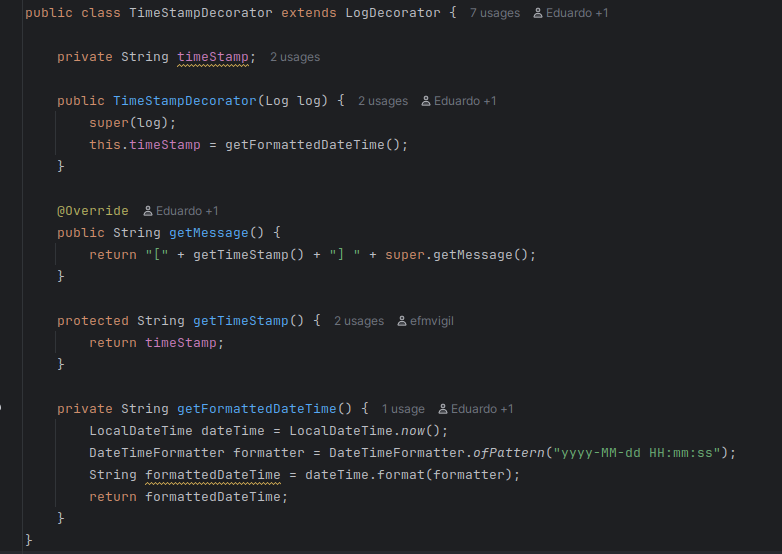 public class TimeStampDecorator extends LogDecorator { 7 usages Eduardo +1
private String timeStamp; 2 usages
public TimeStampDecorator(Log log) { 2 usages Eduardo +1
super(log);
this.timeStamp = getFormattedDateTime();
}
@Override Eduardo +1
public String getMessage() {
return "[" + getTimeStamp() + "] " + super.getMessage();
}
protected String getTimeStamp() { 2 usages efmvigil
return timeStamp;
}
private String getFormattedDateTime() { 1 usage Eduardo +1
LocalDateTime dateTime = LocalDateTime.now();
DateTimeFormatter formatter = DateTimeFormatter.ofPattern("yyyy-MM-dd HH:mm:ss");
String formattedDateTime = dateTime.format(formatter);
return formattedDateTime;
}
}